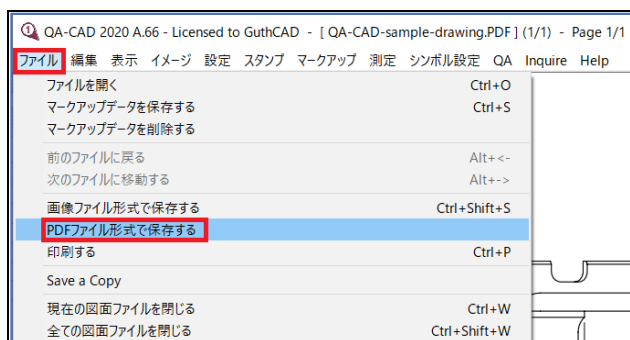 QA-CAD 2020 A.66 - Licensed to GuthCAD - [ QA-CAD-sample-drawing.PDF ] (1/1) - Page 1/1
ファイル 編集 表示 イメージ 設定 スタンプ マークアップ 測定 シンボル設定 QA Inquire Help
ファイルを開く Ctrl+O
マークアップデータを保存する Ctrl+S
マークアップデータを削除する
前のファイルに戻る Alt+<-
次のファイルに移動する Alt+->
画像ファイル形式で保存する Ctrl+Shift+S
PDFファイル形式で保存する
印刷する Ctrl+P
Save a Copy
現在の図面ファイルを閉じる Ctrl+W
全ての図面ファイルを閉じる Ctrl+Shift+W